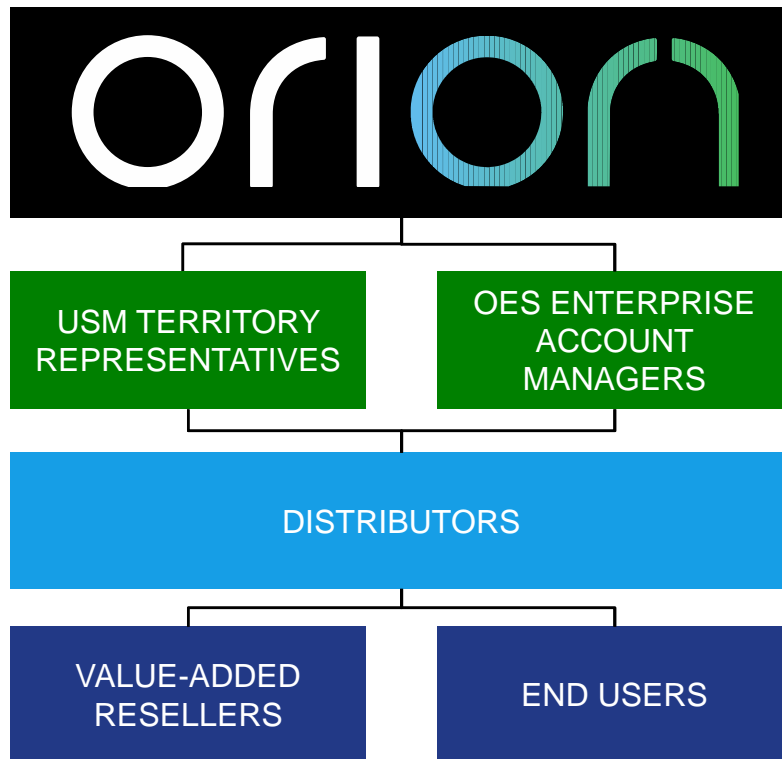 orion
USM TERRITORY
REPRESENTATIVES
OES ENTERPRISE
ACCOUNT
MANAGERS
DISTRIBUTORS
VALUE-ADDED
RESELLERS
END USERS